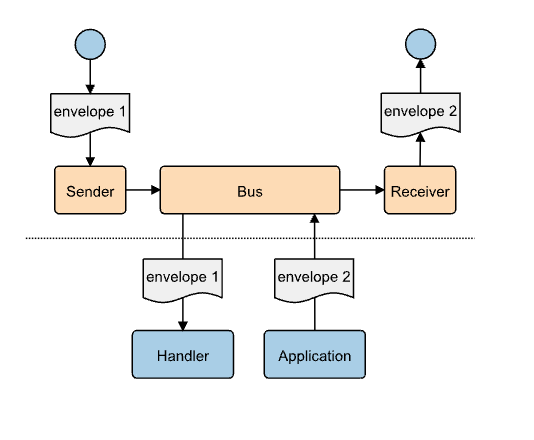 envelope 1
envelope 2
Sender
Bus
Receiver
envelope 1
envelope 2
Handler
Application